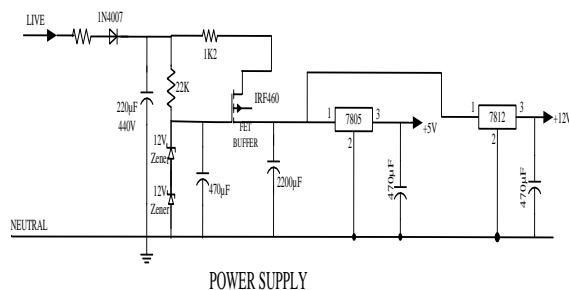 LIVE
1N4007
1K2
22K
IRF460
FET
BUFFER
220µF
440V
12V
Zener
12V
Zener
470µF
2200µF
1
7805
3
2
+5V
470µF
1
7812
3
2
+12V
470µF
NEUTRAL
POWER SUPPLY